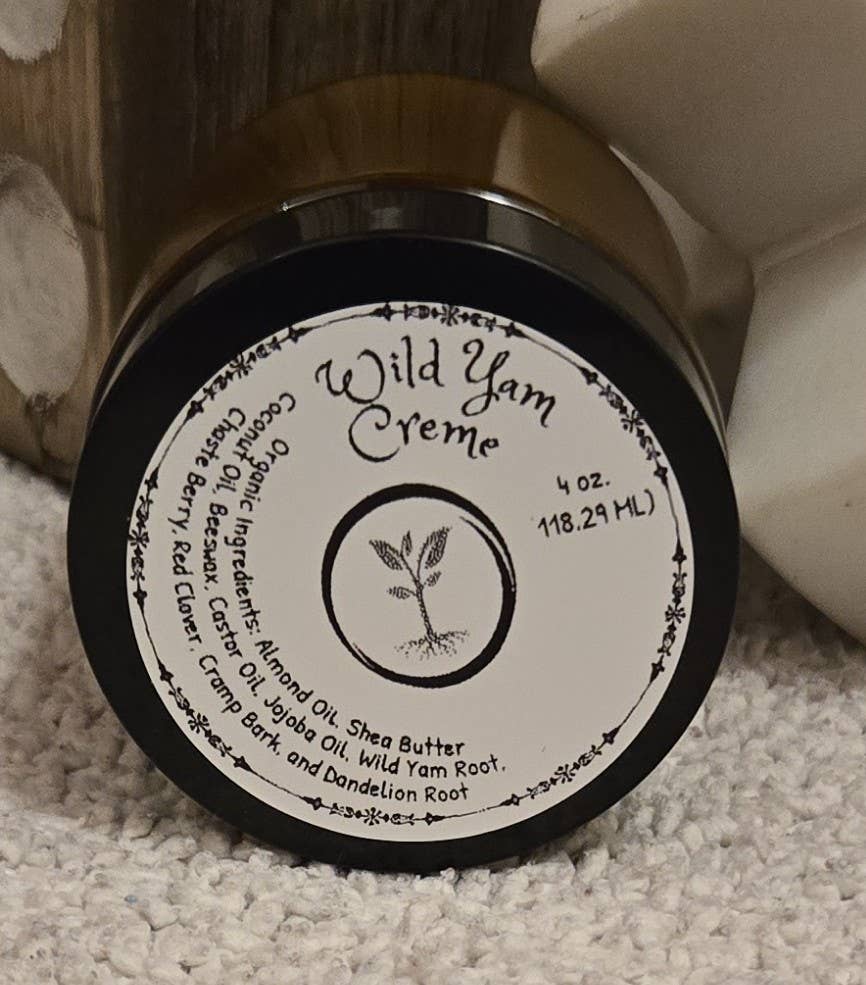 Wild Yam
Creme
4 oz.
118.29 ML)
Organic Ingredients: Almond Oil, Shea Butter
Coconut Oil, Beeswax, Castor Oil, Jojoba Oil, Wild Yam Root,
Chaste Berry, Red Clover, Cramp Bark, and Dandelion Root